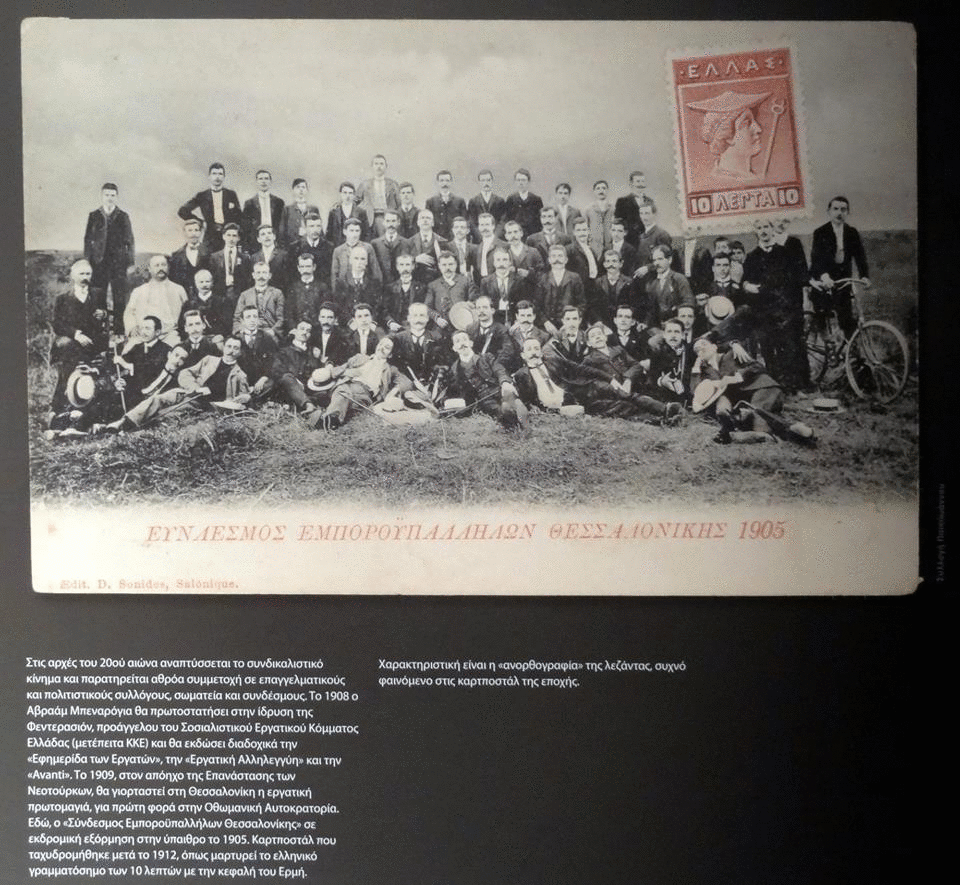 ·ΕΛΛΑΣ·
10 ΛΕΠΤΑ 10
ΕΥΝΔΕΣΜΟΣ ΕΜΠΟΡΟΫΠΑΛΛΗΛΩΝ ΘΕΣΣΑΛΟΝΙΚΗΣ 1905
Edit. D. Sonides, Salonique.
Συλλογή
Στις αρχές του 20ού αιώνα αναπτύσσεται το συνδικαλιστικό
κίνημα και παρατηρείται αθρόα συμμετοχή σε επαγγελματικούς
και πολιτιστικούς συλλόγους, σωματεία και συνδέσμους. Το 1908 ο
Αβραάμ Μπεναρόγια θα πρωτοστατήσει στην ίδρυση της
Φεντερασιόν, προάγγελου του Σοσιαλιστικού Εργατικού Κόμματος
Ελλάδας (μετέπειτα ΚΚΕ) και θα εκδώσει διαδοχικά την
«Εφημερίδα των Εργατών», την «Εργατική Αλληλεγγύη» και την
«Avanti». Το 1909, στον απόηχο της Επανάστασης των
Νεοτούρκων, θα γιορταστεί στη Θεσσαλονίκη η εργατική
πρωτομαγιά, για πρώτη φορά στην Οθωμανική Αυτοκρατορία.
Εδώ, ο «Σύνδεσμος Εμποροϋπαλλήλων Θεσσαλονίκης» σε
εκδρομική εξόρμηση στην ύπαιθρο το 1905. Καρτποστάλ που
ταχυδρομήθηκε μετά το 1912, όπως μαρτυρεί το ελληνικό
γραμματόσημο των 10 λεπτών με την κεφαλή του Ερμή.
Χαρακτηριστική είναι η «ανορθογραφία» της λεζάντας, συχνό
φαινόμενο στις καρτποστάλ της εποχής.